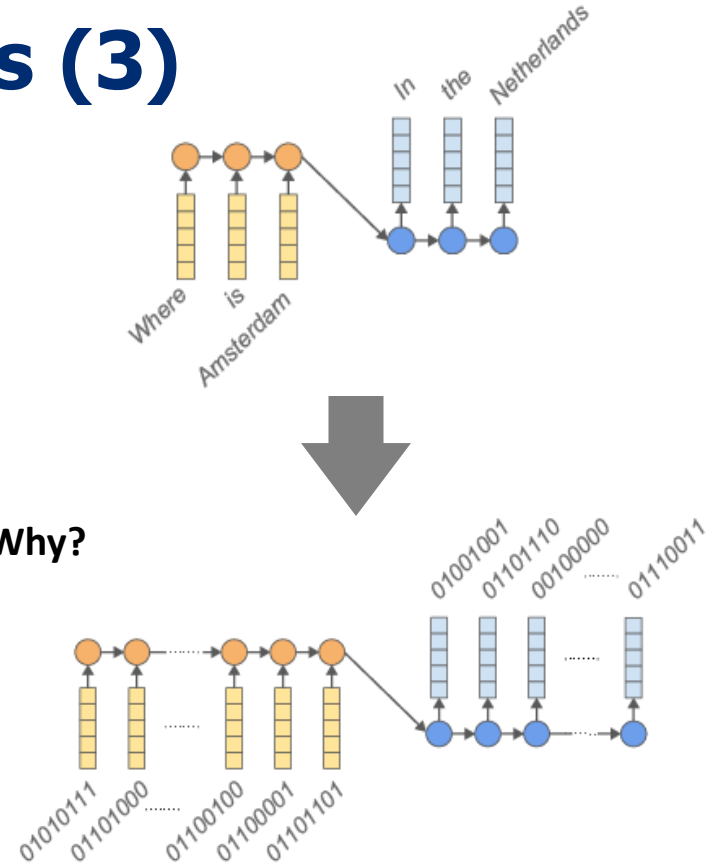 s (3)
In
the
Netherlands
Where
is
Amsterdam
Why?
01001001
01101110
00100000
.......
01110011
.......
01010111
01101000
.......
01100100
01100001
01101101